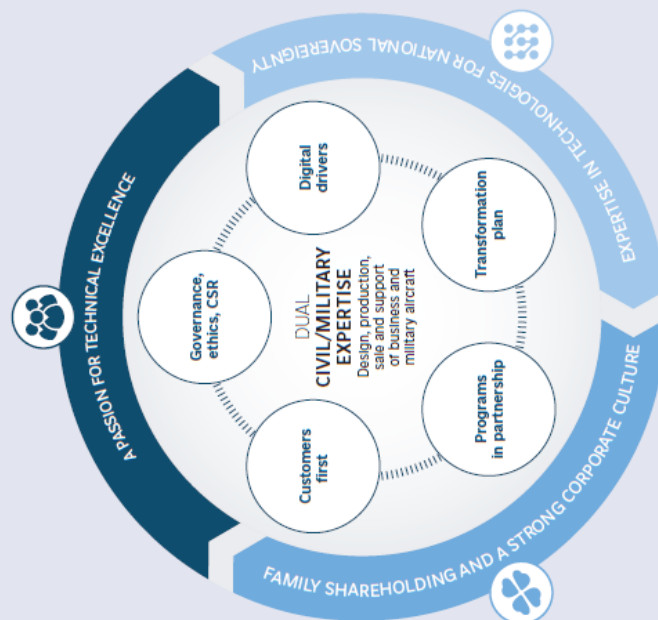 A PASSION FOR TECHNICAL EXCELLENCE
EXPERTISE IN TECHNOLOGIES FOR NATIONAL SOVEREIGNTY
FAMILY SHAREHOLDING AND A STRONG CORPORATE CULTURE
Governance,
ethics, CSR
Digital
drivers
Transformation
plan
Programs
in partnership
Customers
first
DUAL
CIVIL/MILITARY
EXPERTISE
Design, production,
sale and support
of business and
military aircraft